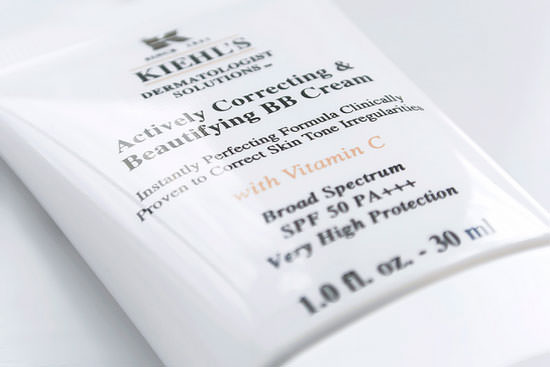 KIEHL'S
DERMATOLOGIST
SOLUTIONS™
Actively Correcting &
Beautifying BB Cream
Instantly Perfecting Formula Clinically
Proven to Correct Skin Tone Irregularities
with Vitamin C
Broad Spectrum
SPF 50 PA+++
Very High Protection
1.0 fl. oz. - 30 ml